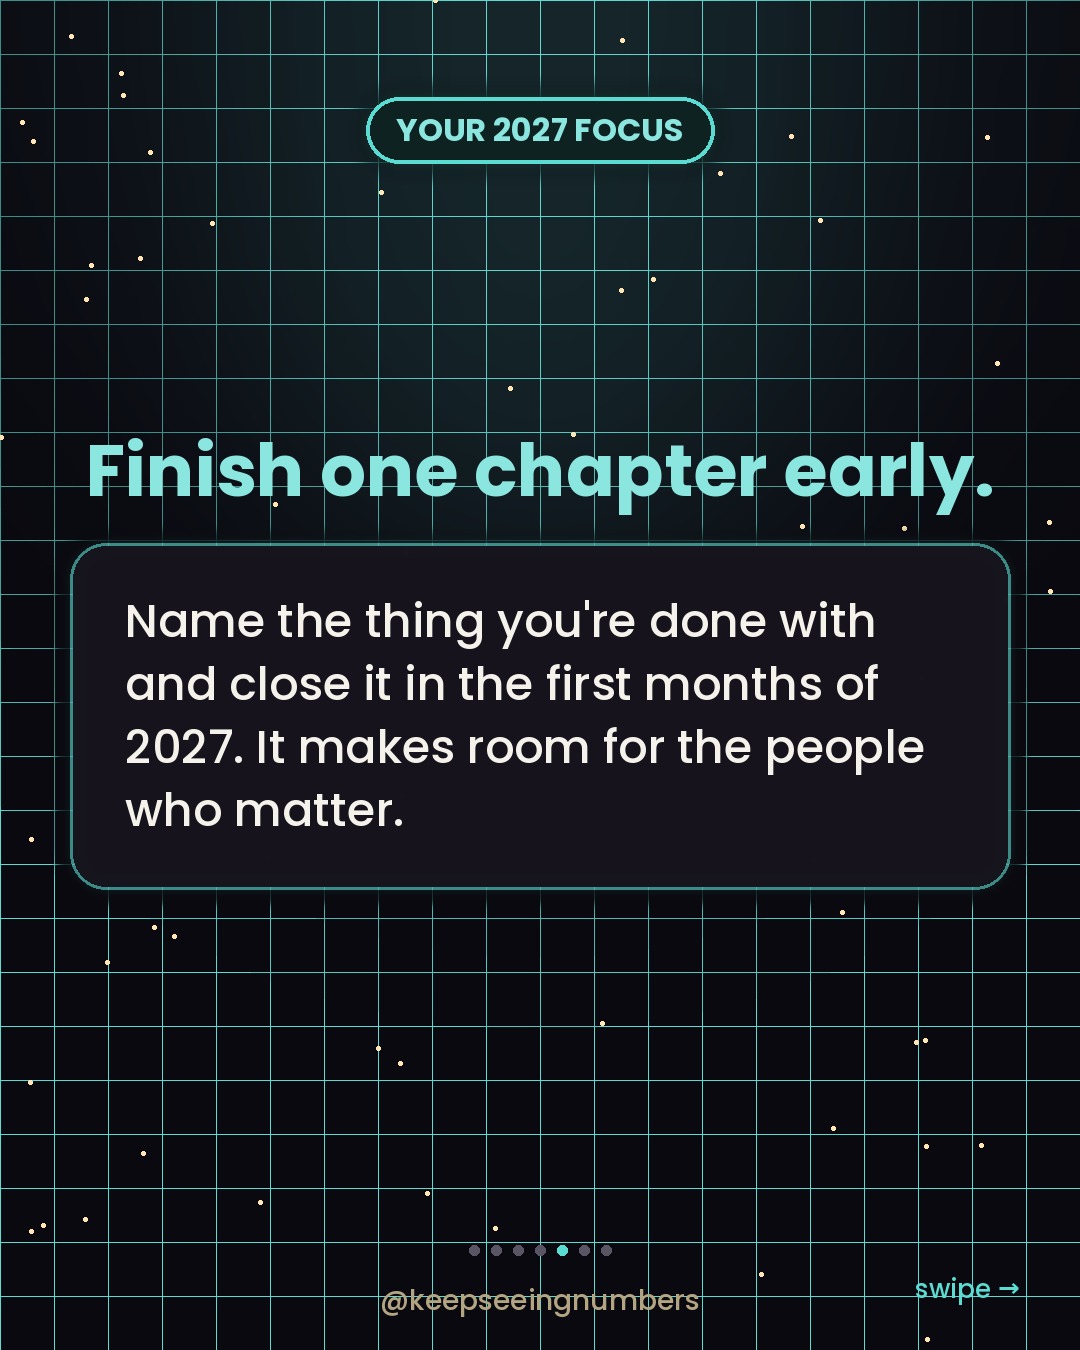 YOUR 2027 FOCUS
Finish one chapter early.
Name the thing you're done with
and close it in the first months of
2027. It makes room for the people
who matter.
@keepseeingnumbers
swipe →